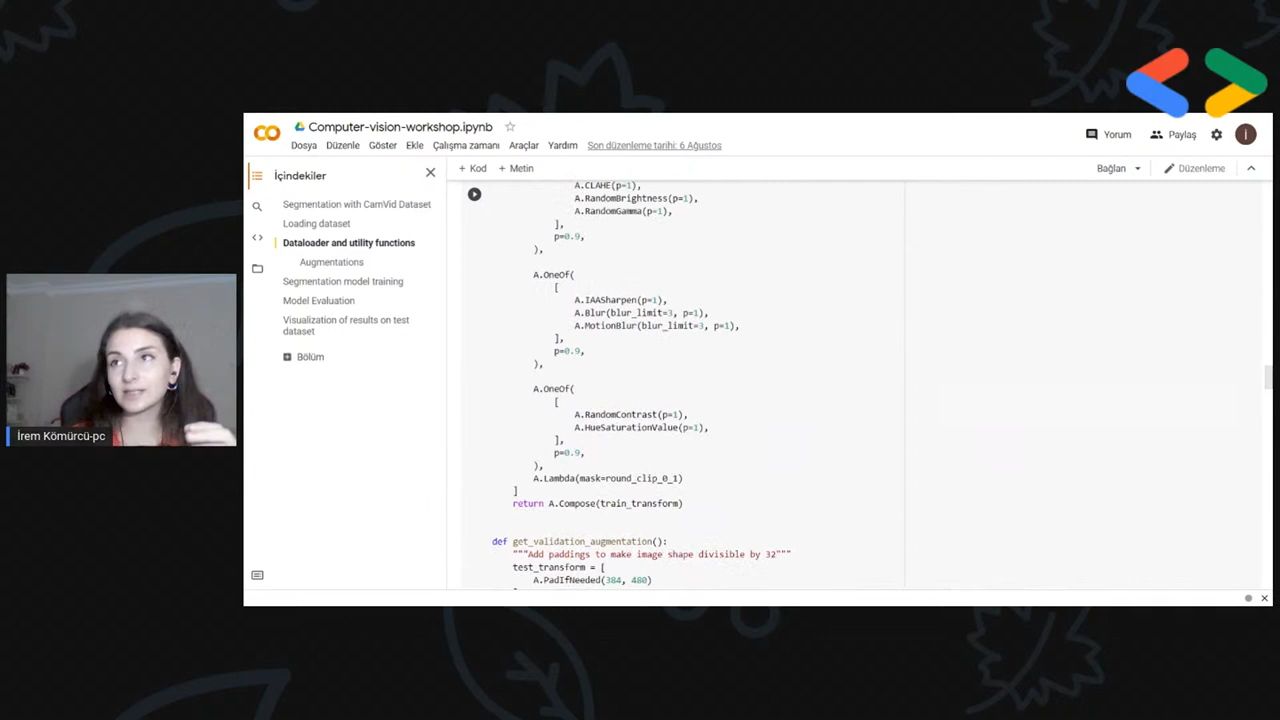 Computer-vision-workshop.ipynb
Dosya Düzenle Göster Ekle Çalışma zamanı Araçlar Yardım Son düzenleme tarihi: 6 Ağustos
Yorum Paylaş i
İçindekiler
+ Kod + Metin
Bağlan Düzenleme
Segmentation with CamVid Dataset
Loading dataset
Dataloader and utility functions
Augmentations
Segmentation model training
Model Evaluation
Visualization of results on test
dataset
Bölüm
A.CLAHE(p=1),
A.RandomBrightness(p=1),
A.RandomGamma(p=1),
],
p=0.9,
),
A.OneOf(
[
A.IAASharpen(p=1),
A.Blur(blur_limit=3, p=1),
A.MotionBlur(blur_limit=3, p=1),
],
p=0.9,
),
A.OneOf(
[
A.RandomContrast(p=1),
A.HueSaturationValue(p=1),
],
p=0.9,
),
A.Lambda(mask=round_clip_0_1)
]
return A.Compose(train_transform)
def get_validation_augmentation():
"""Add paddings to make image shape divisible by 32"""
test_transform = [
A.PadIfNeeded(384, 480)
İrem Kömürcü-pc